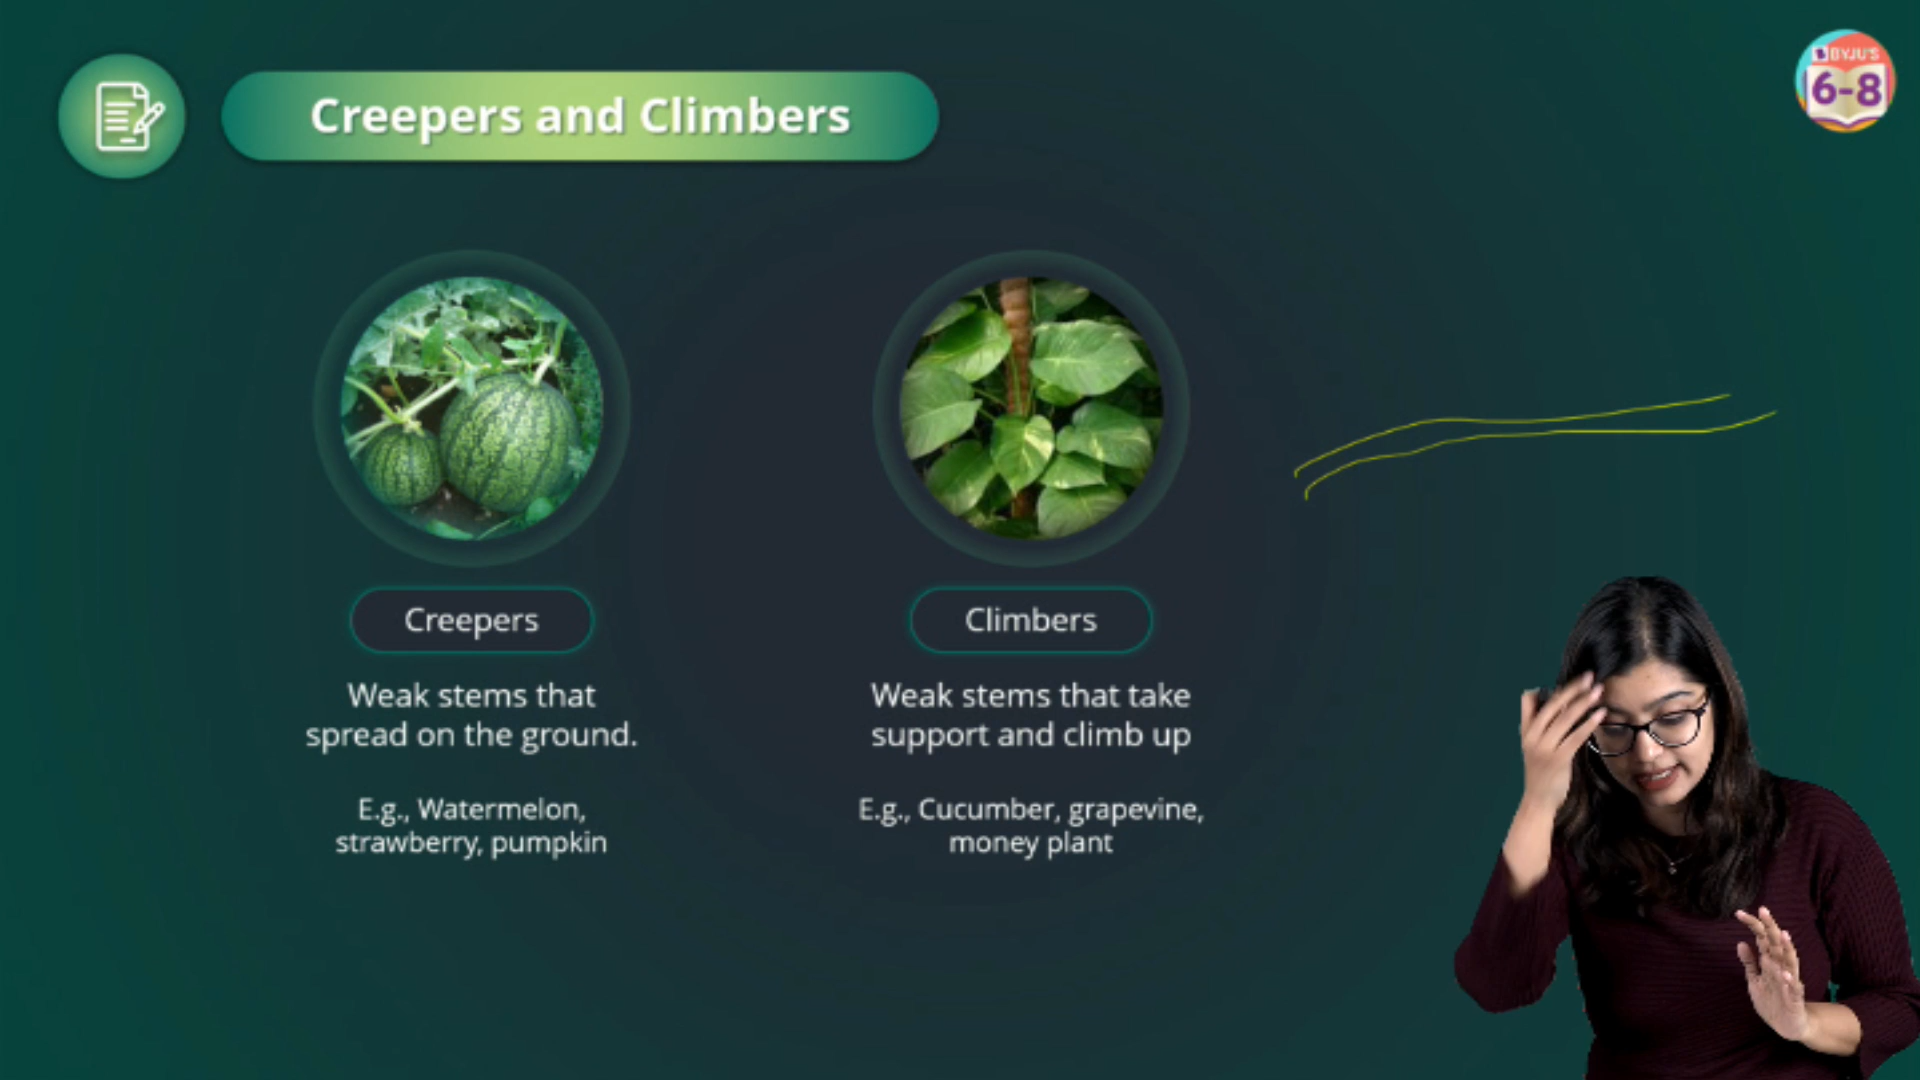 Creepers and Climbers
BYJU'S
6-8
Creepers
Climbers
Weak stems that
spread on the ground.
Weak stems that take
support and climb up
E.g., Watermelon,
strawberry, pumpkin
E.g., Cucumber, grapevine,
money plant